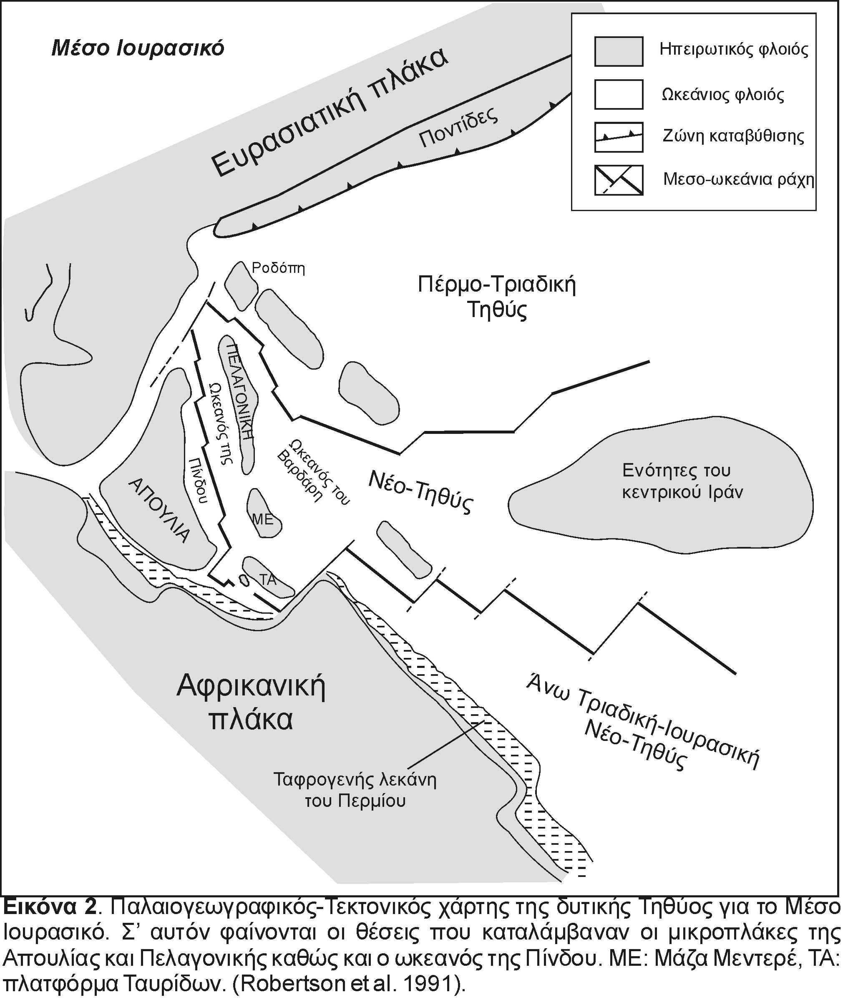 Μέσο Ιουρασικό
Ηπειρωτικός φλοιός
Ωκεάνιος φλοιός
Ζώνη καταβύθισης
Μεσο-ωκεάνια ράχη
Ευρασιατική πλάκα
Ποντίδες
Ροδόπη
Πέρμο-Τριαδική
Τηθύς
ΠΕΛΑΓΟΝΙΚΗ
Ωκεανός της
Πίνδου
ΑΠΟΥΛΙΑ
Ωκεανός του
Βαρδάρη
Νέο-Τηθύς
Ενότητες του
κεντρικού Ιράν
ΜΕ
ΤΑ
Αφρικανική
πλάκα
Άνω Τριαδική-Ιουρασική
Νέο-Τηθύς
Ταφρογενής λεκάνη
του Περμίου
Εικόνα 2. Παλαιογεωγραφικός-Τεκτονικός χάρτης της δυτικής Τηθύος για το Μέσο
Ιουρασικό. Σ’ αυτόν φαίνονται οι θέσεις που καταλάμβαναν οι μικροπλάκες της
Απουλίας και Πελαγονικής καθώς και ο ωκεανός της Πίνδου. ΜΕ: Μάζα Μεντερέ, ΤΑ:
πλατφόρμα Ταυρίδων. (Robertson et al. 1991).